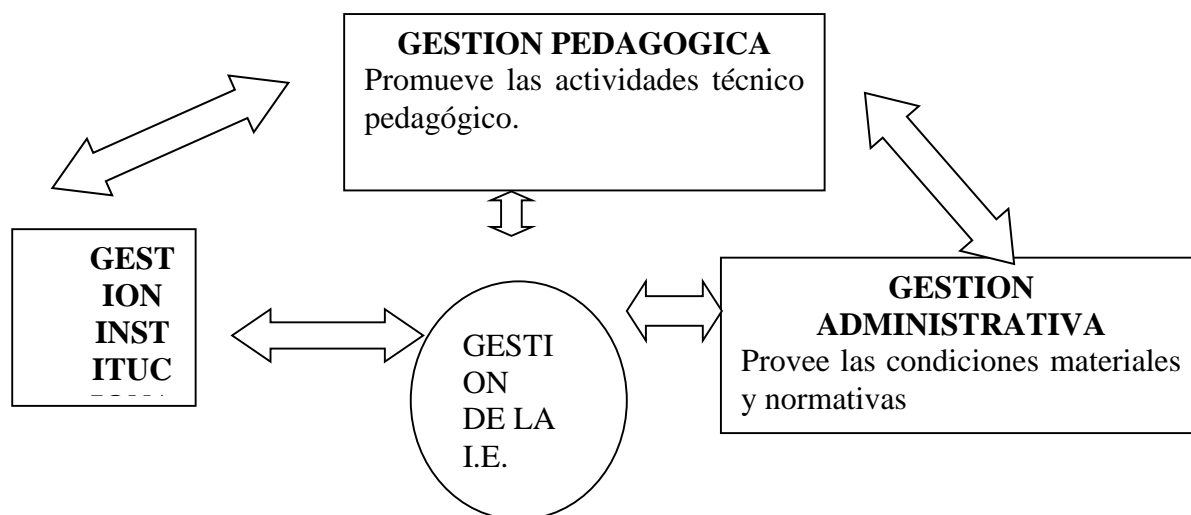 GESTION PEDAGOGICA
Promueve las actividades técnico
pedagógico.
GEST
ION
INST
ITUC
GESTI
ON
DE LA
I.E.
GESTION
ADMINISTRATIVA
Provee las condiciones materiales
y normativas